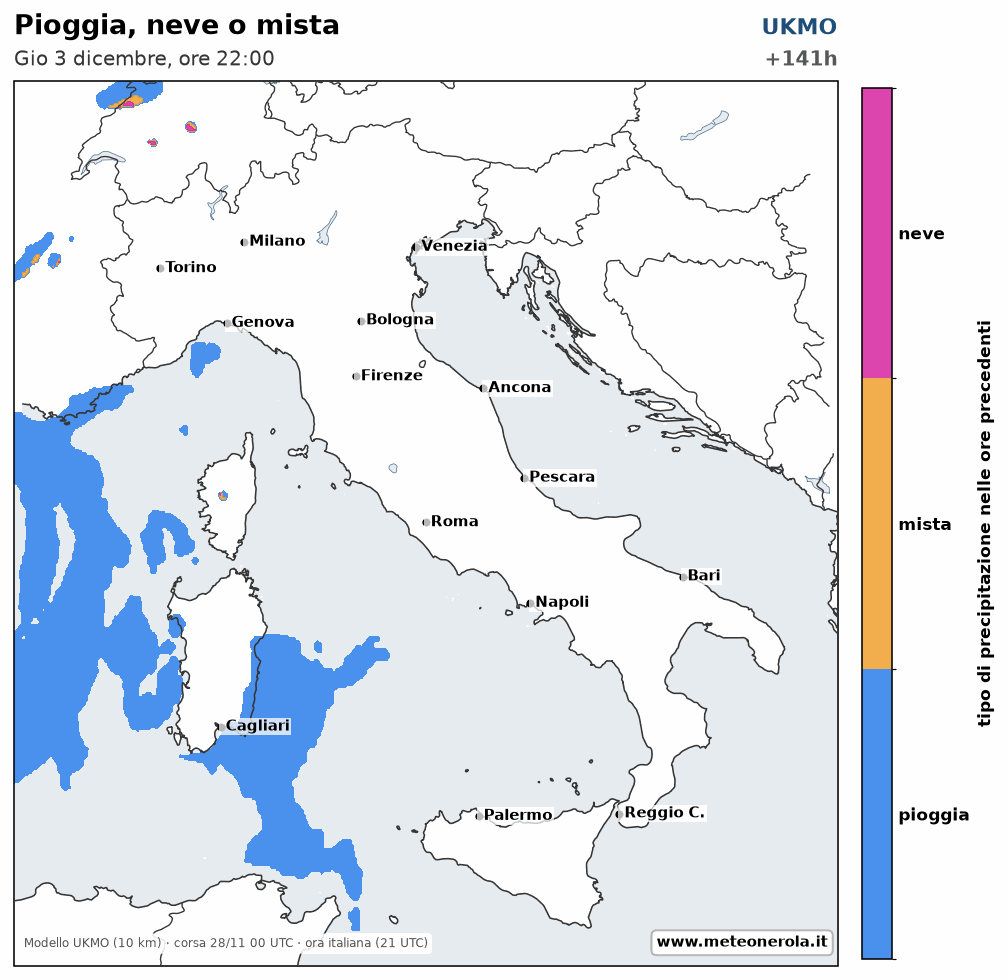 Pioggia, neve o mista
UKMO
Gio 3 dicembre, ore 22:00
+141h
neve
Milano
Venezia
Torino
Genova
Bologna
Firenze
Ancona
Pescara
Roma
mista
Bari
Napoli
Cagliari
Palermo
Reggio C.
pioggia
tipo di precipitazione nelle ore precedenti
Modello UKMO (10 km) · corsa 28/11 00 UTC · ora italiana (21 UTC)
www.meteonerola.it